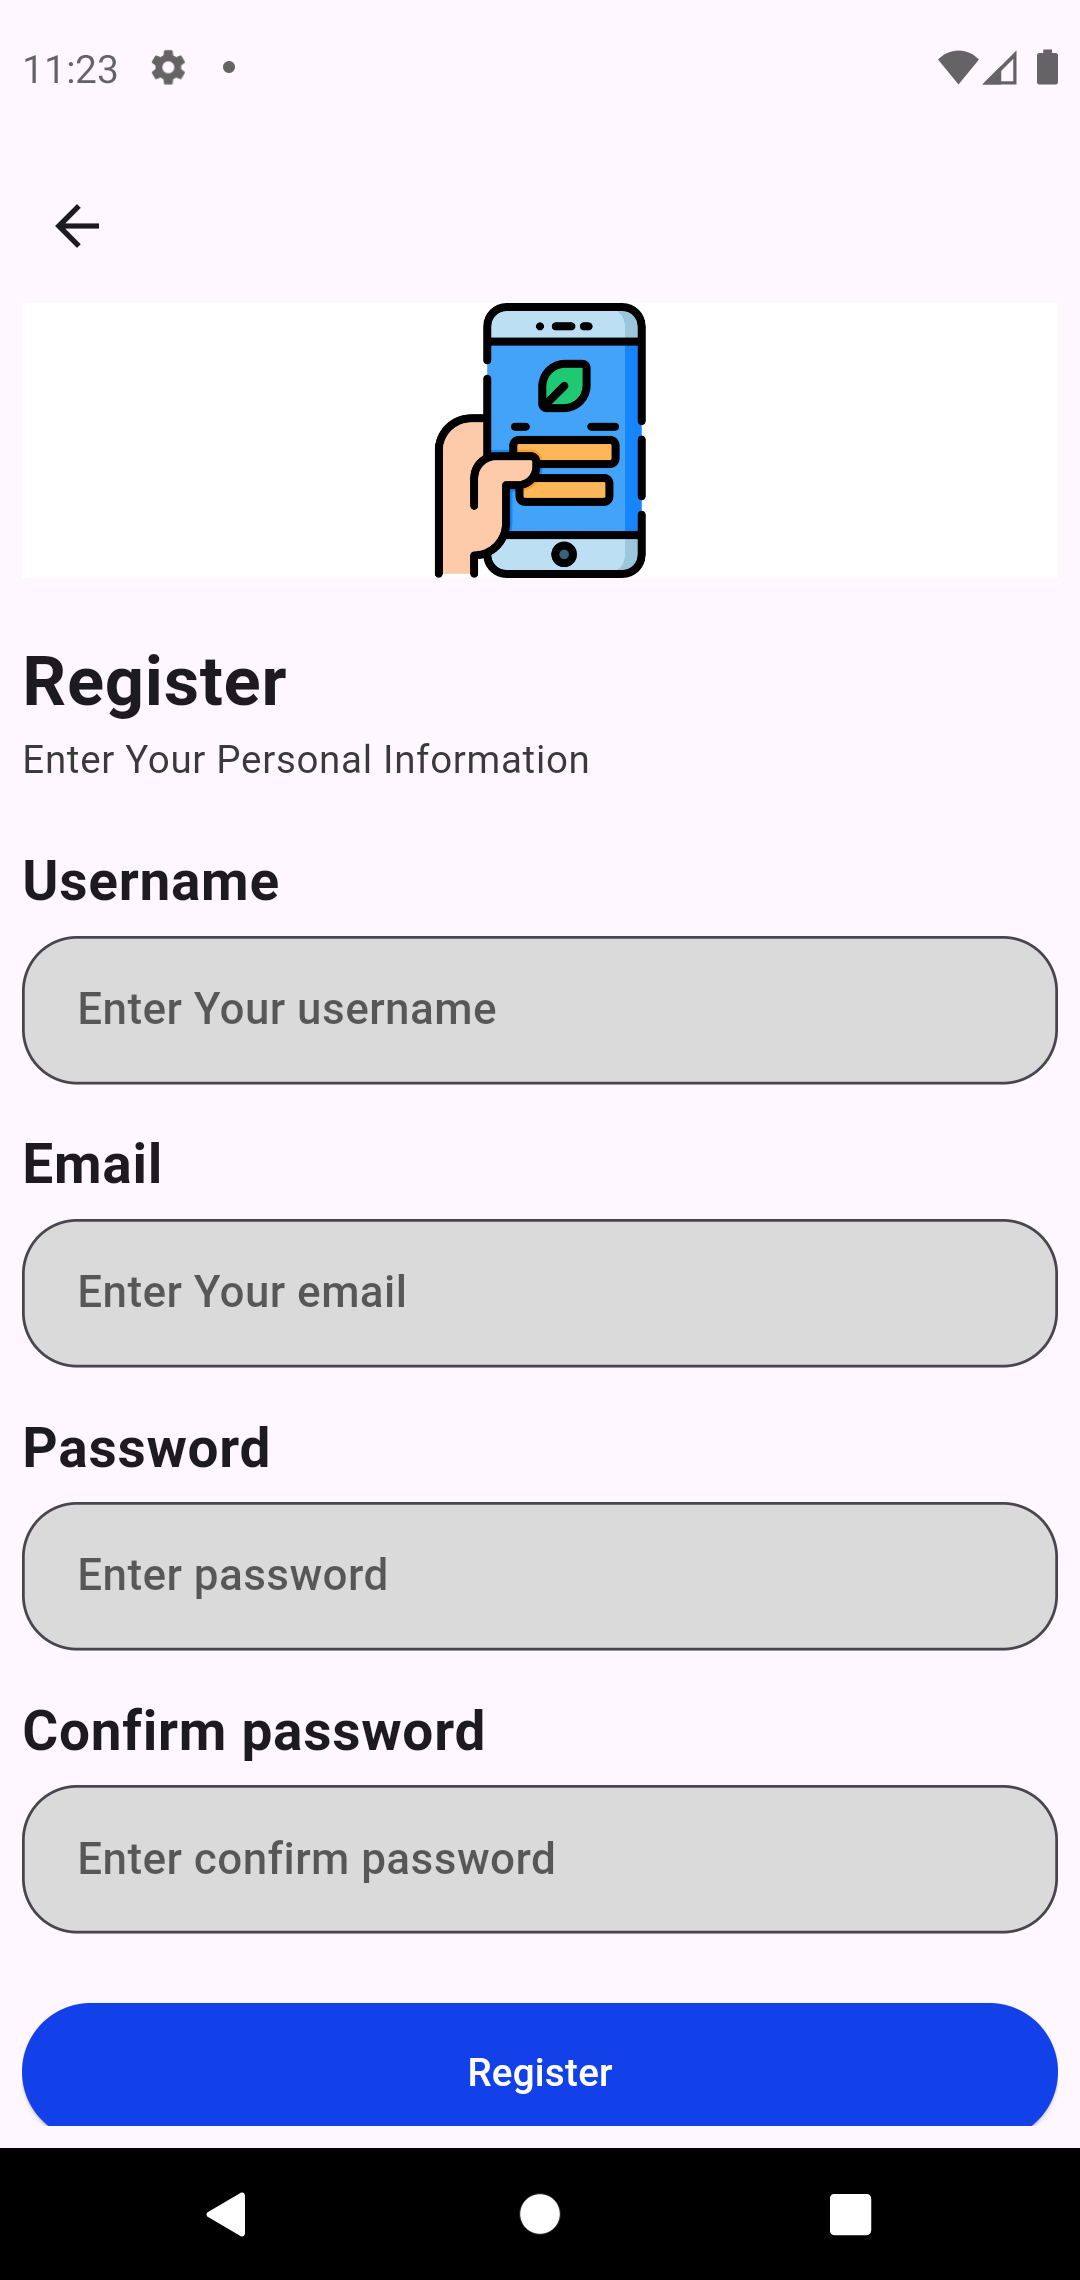 11:23
Register
Enter Your Personal Information
Username
Enter Your username
Email
Enter Your email
Password
Enter password
Confirm password
Enter confirm password
Register